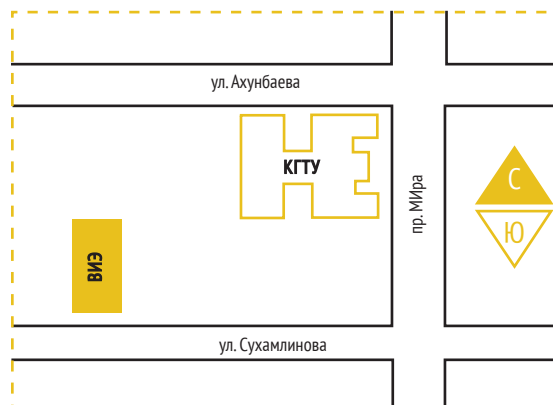 ул. Ахунбаева
КГТУ
пр. МИра
С
Ю
ВИЭ
ул. Сухамлинова